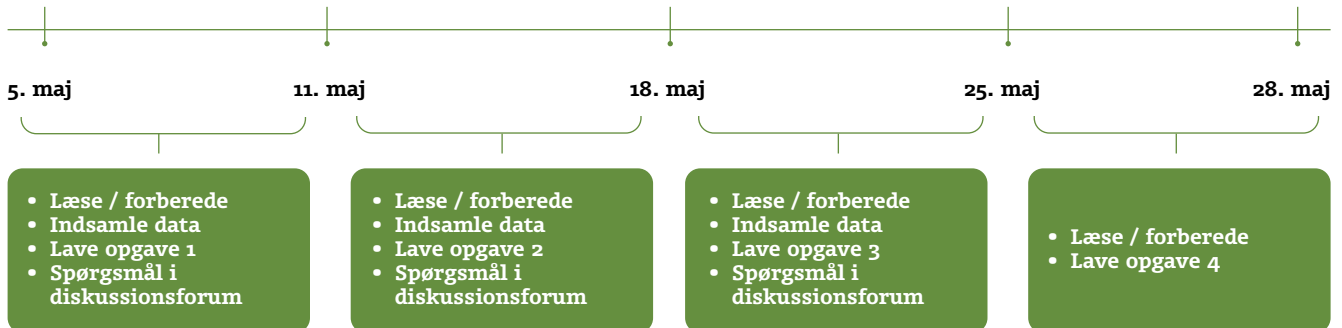 5. maj
11. maj
18. maj
25. maj
28. maj
• Læse / forberede
• Indsamle data
• Lave opgave 1
• Spørgsmål i
diskussionsforum
• Læse / forberede
• Indsamle data
• Lave opgave 2
• Spørgsmål i
diskussionsforum
• Læse / forberede
• Indsamle data
• Lave opgave 3
• Spørgsmål i
diskussionsforum
• Læse / forberede
• Lave opgave 4